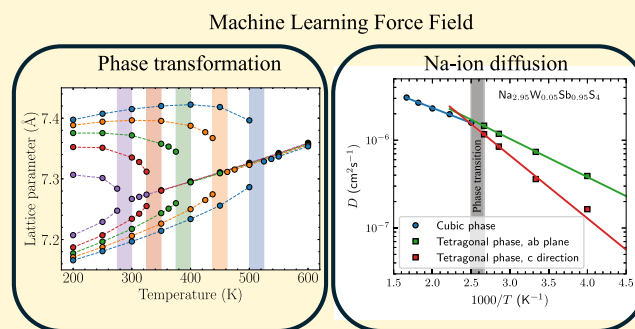 Machine Learning Force Field
Phase transformation
Lattice parameter (Å)
7.4
7.3
7.2
200 300 400 500 600
Temperature (K)
Na-ion diffusion
Na2.95W0.05Sb0.95S4
D (cm²s⁻¹)
10⁻⁶
10⁻⁷
Phase transition
Cubic phase
Tetragonal phase, ab plane
Tetragonal phase, c direction
1.5 2.0 2.5 3.0 3.5 4.0 4.5
1000/T (K⁻¹)